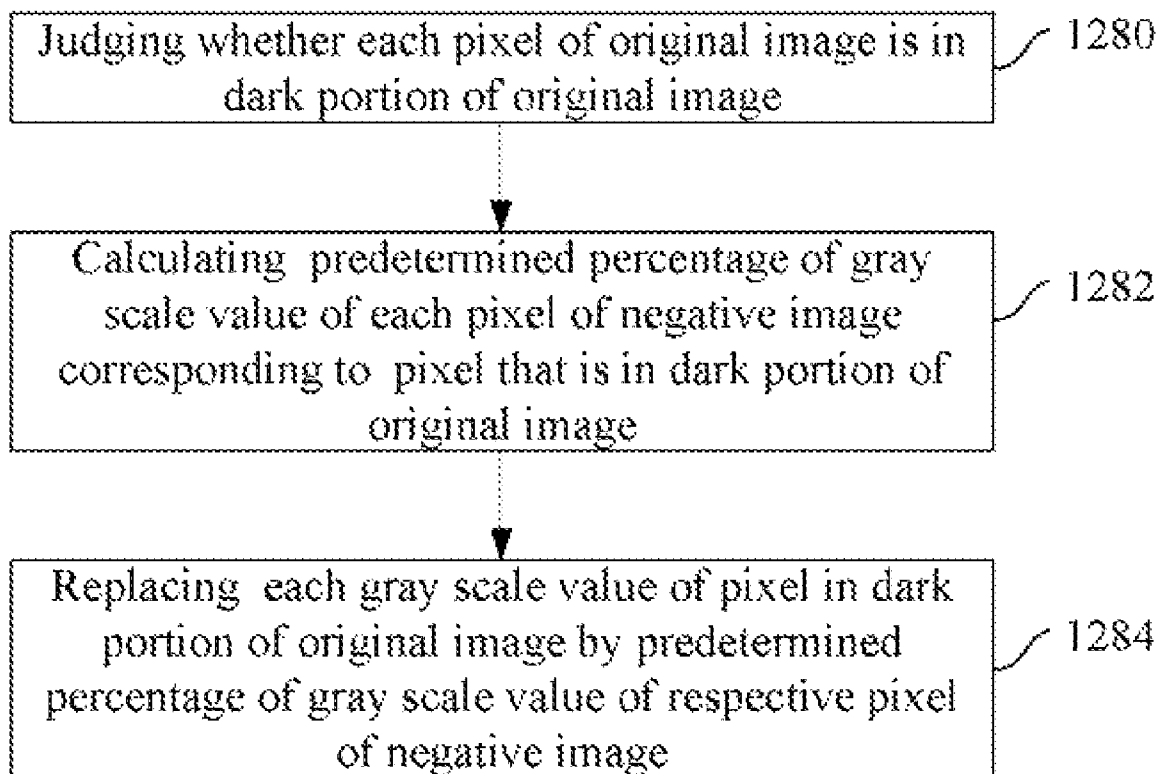 Judging whether each pixel of original image is in
dark portion of original image
1280
Calculating predetermined percentage of gray
scale value of each pixel of negative image
corresponding to pixel that is in dark portion of
original image
1282
Replacing each gray scale value of pixel in dark
portion of original image by predetermined
percentage of gray scale value of respective pixel
of negative image
1284